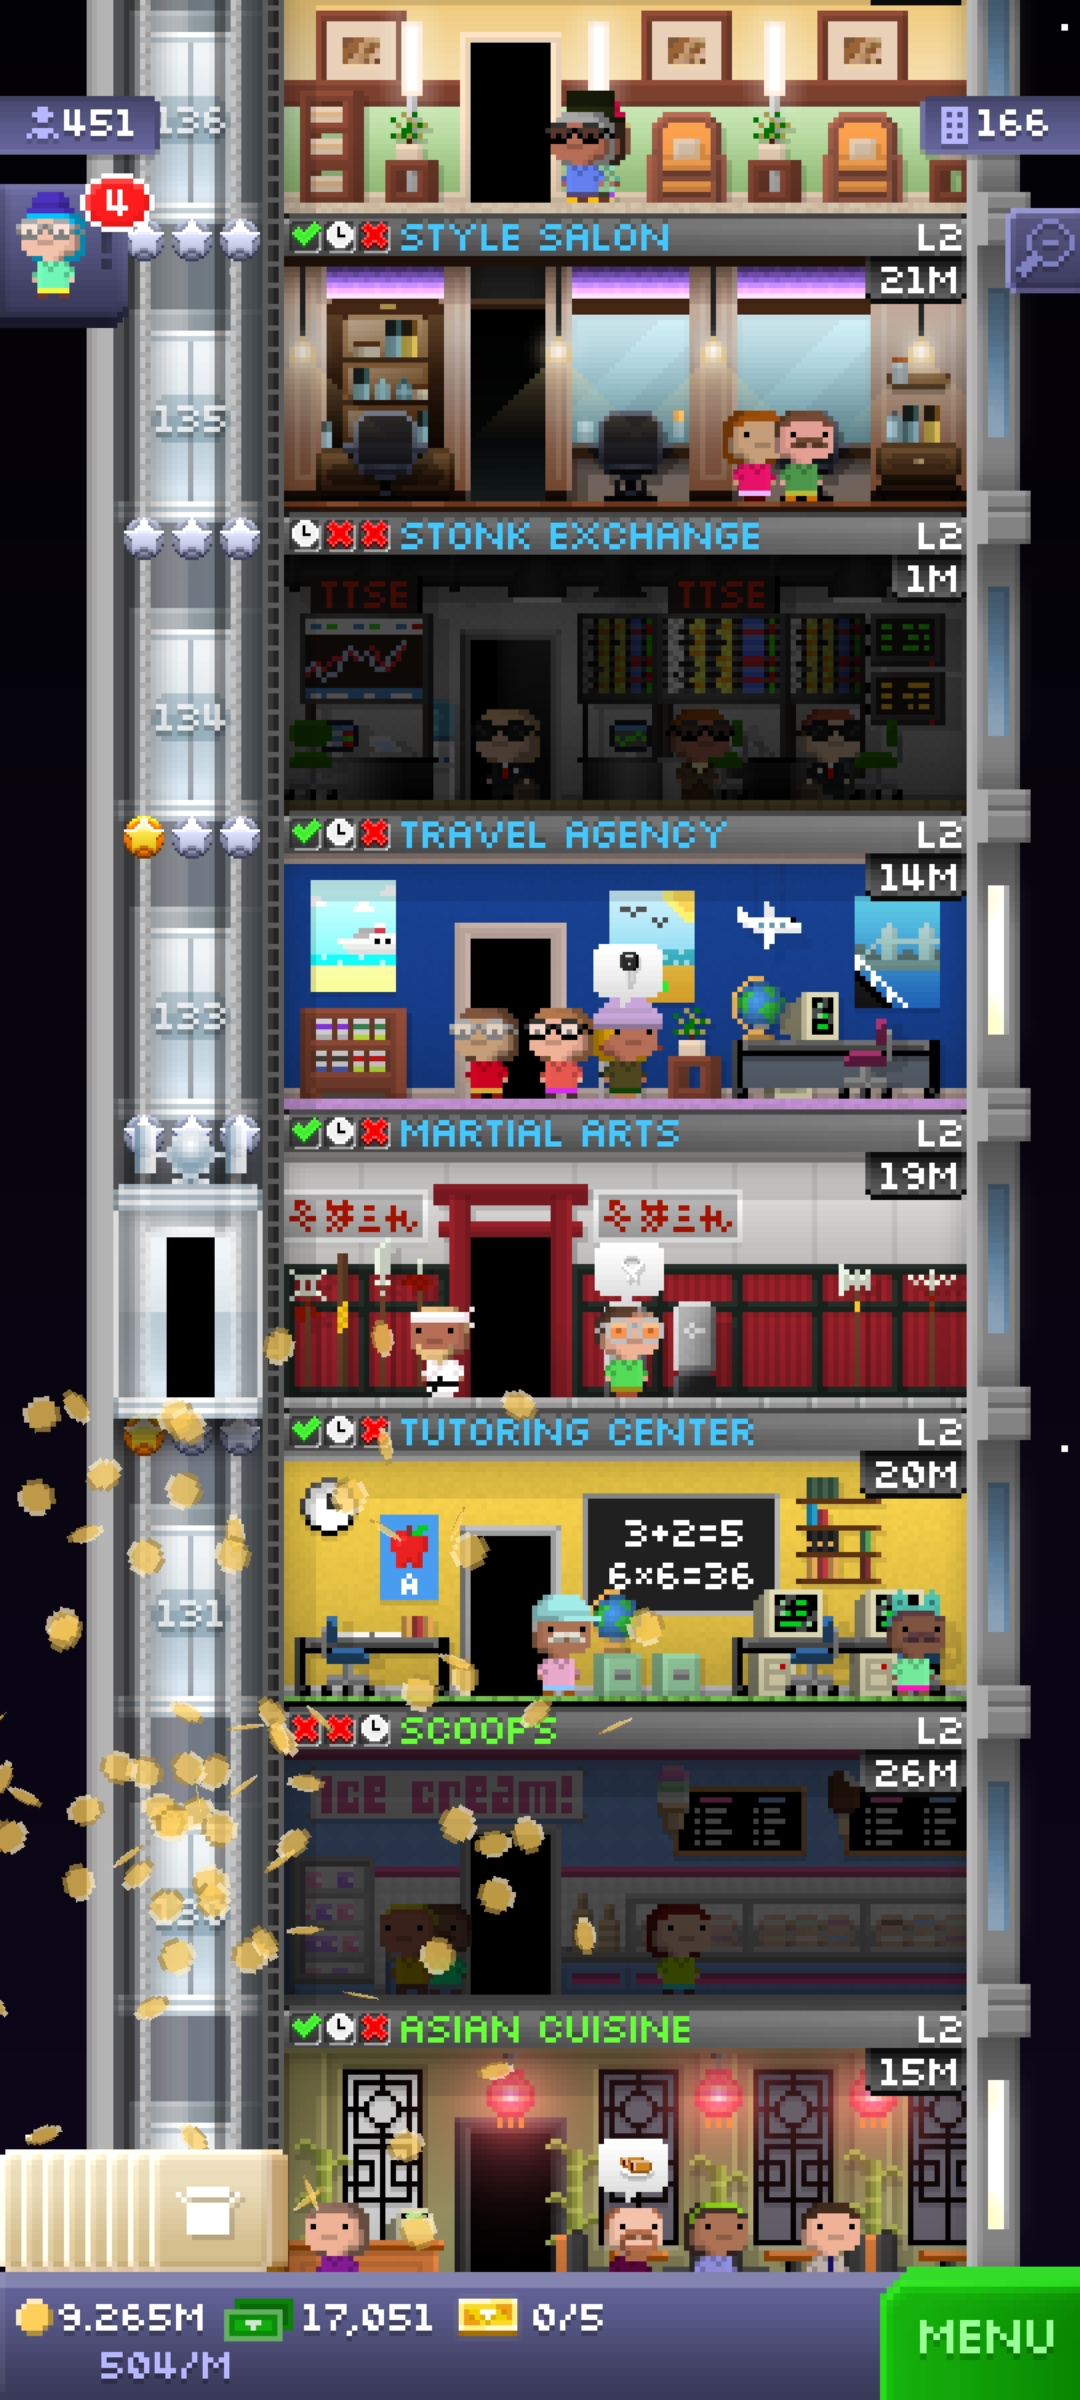 136
451
166
4
STYLE SALON L2
21M
135
STONK EXCHANGE L2
1M
TTSE TTSE
134
TRAVEL AGENCY L2
14M
133
MARTIAL ARTS L2
19M
TUTORING CENTER L2
20M
3+2=5
6×6=36
A
131
SCOOPS L2
26M
Ice cream!
ASIAN CUISINE L2
15M
9.265M 17,051 0/5
504/M
MENU